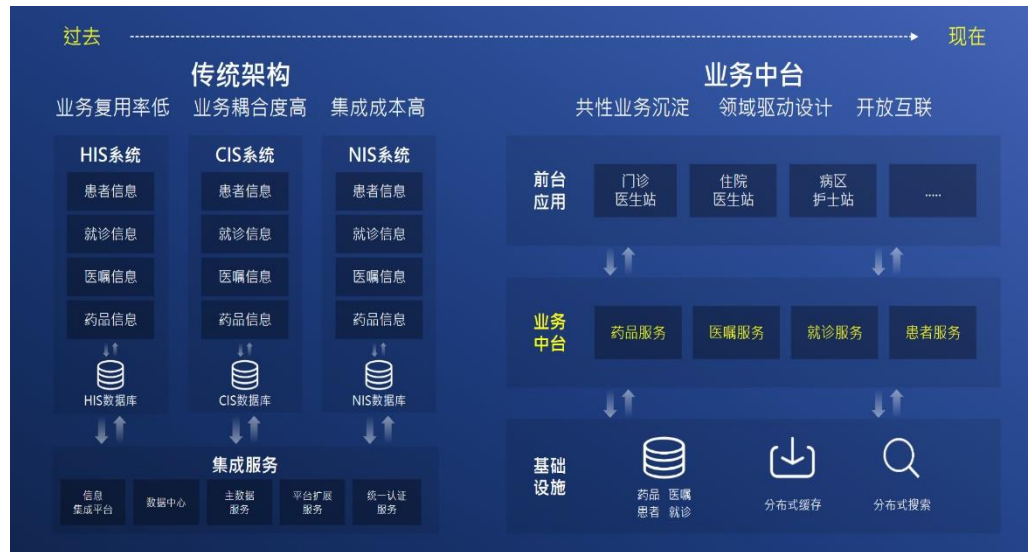 过去
现在
传统架构
业务复用率低 业务耦合度高 集成成本高
HIS系统
患者信息
就诊信息
医嘱信息
药品信息
HIS数据库
CIS系统
患者信息
就诊信息
医嘱信息
药品信息
CIS数据库
NIS系统
患者信息
就诊信息
医嘱信息
药品信息
NIS数据库
集成服务
信息
集成平台
数据中心
主数据
服务
平台扩展
服务
统一认证
服务
业务中台
共性业务沉淀 领域驱动设计 开放互联
前台
应用
门诊
医生站
住院
医生站
病区
护士站
.....
业务
中台
药品服务
医嘱服务
就诊服务
患者服务
基础
设施
药品 医嘱
患者 就诊
分布式缓存
分布式搜索